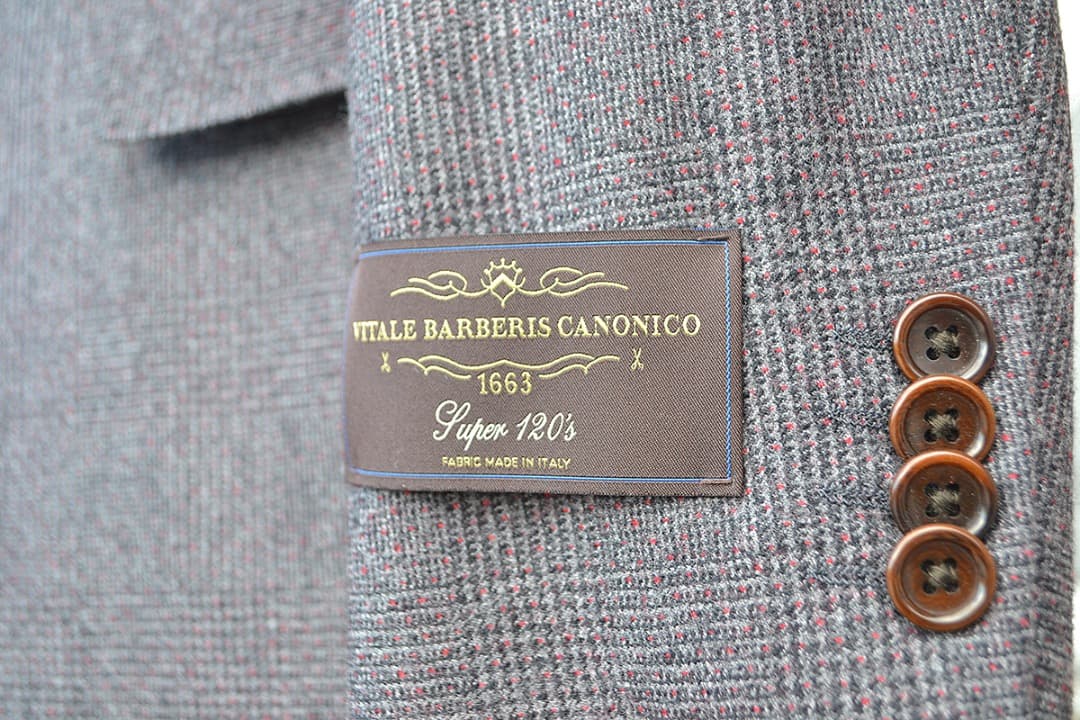 VITALE BARBERIS CANONICO
1663
Super 120's
FABRIC MADE IN ITALY